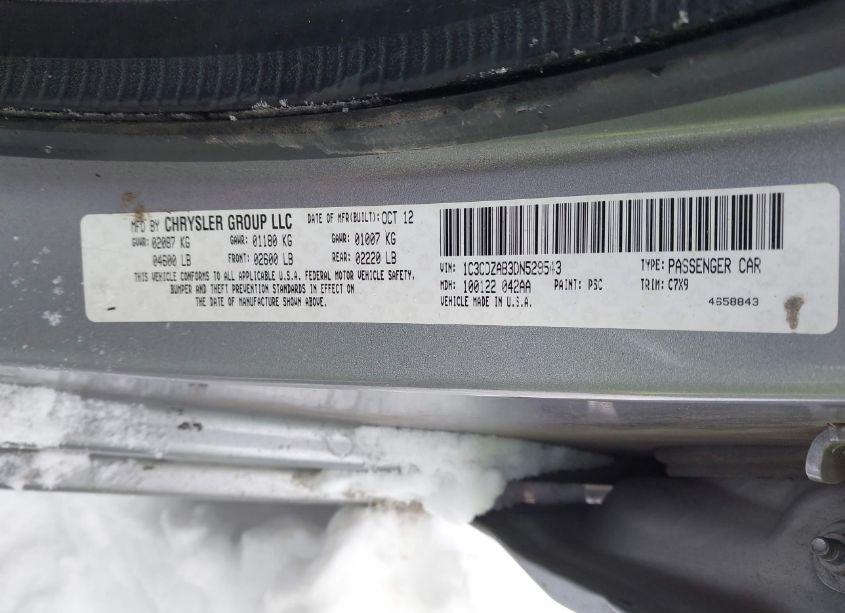 MFD BY CHRYSLER GROUP LLC DATE OF MFR(BUILT): OCT 12
GVWR: 02087 KG GAWR: 01180 KG GAWR: 01007 KG
04600 LB FRONT: 02600 LB REAR: 02220 LB
THIS VEHICLE CONFORMS TO ALL APPLICABLE U.S.A. FEDERAL MOTOR VEHICLE SAFETY,
BUMPER AND THEFT PREVENTION STANDARDS IN EFFECT ON
THE DATE OF MANUFACTURE SHOWN ABOVE.
VIN: 1C3CDZAB3DN529543 TYPE: PASSENGER CAR
MDH: 100122 042AA PAINT: PSC TRIM: C7X9
VEHICLE MADE IN U.S.A. 4658843